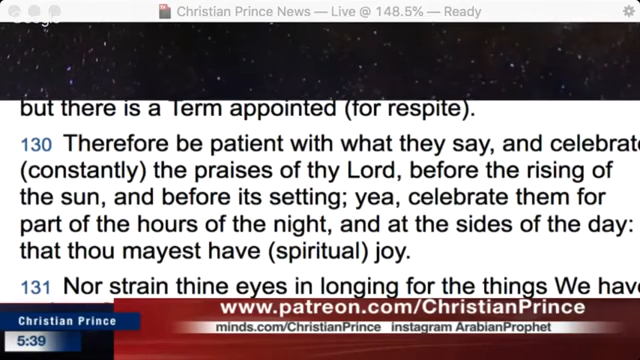 Christian Prince News — Live @ 148.5% — Ready
but there is a Term appointed (for respite).
130 Therefore be patient with what they say, and celebrate
(constantly) the praises of thy Lord, before the rising of
the sun, and before its setting; yea, celebrate them for
part of the hours of the night, and at the sides of the day:
that thou mayest have (spiritual) joy.
131 Nor strain thine eyes in longing for the things We have
www.patreon.com/ChristianPrince
Christian Prince
minds.com/ChristianPrince instagram ArabianProphet
5:39